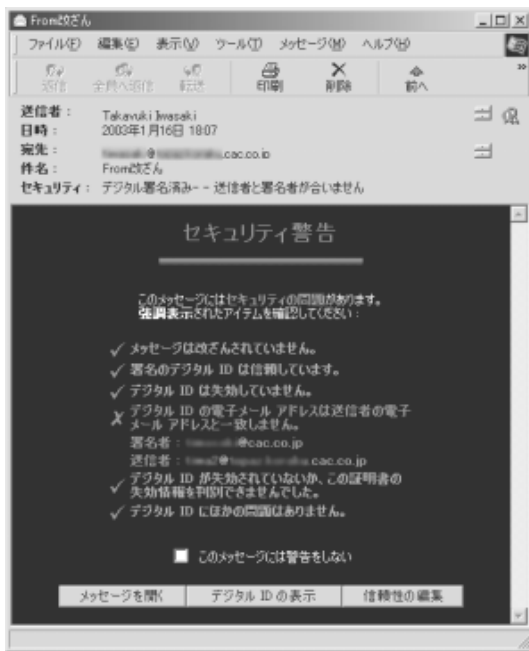 From改ざん
ファイル(F) 編集(E) 表示(V) ツール(T) メッセージ(M) ヘルプ(H)
返信 全員へ返信 転送 印刷 削除 前へ
送信者： Takayuki Iwasaki
日時： 2003年1月16日 18:07
宛先： .cac.co.jp
件名： From改ざん
セキュリティ： デジタル署名済み-- 送信者と署名者が合いません
セキュリティ警告
このメッセージにはセキュリティの問題があります。
強調表示されたアイテムを確認してください：
✓ メッセージは改ざんされていません。
✓ 署名のデジタル ID は信頼しています。
✓ デジタル ID は失効していません。
✗ デジタル ID の電子メール アドレスは送信者の電子
メール アドレスと一致しません。
署名者： @cac.co.jp
送信者： cac.co.jp
✓ デジタル ID が失効されていないか、この証明書の
失効情報を判別できませんでした。
✓ デジタル ID にほかの問題はありません。
このメッセージには警告をしない
メッセージを開く デジタル ID の表示 信頼性の編集